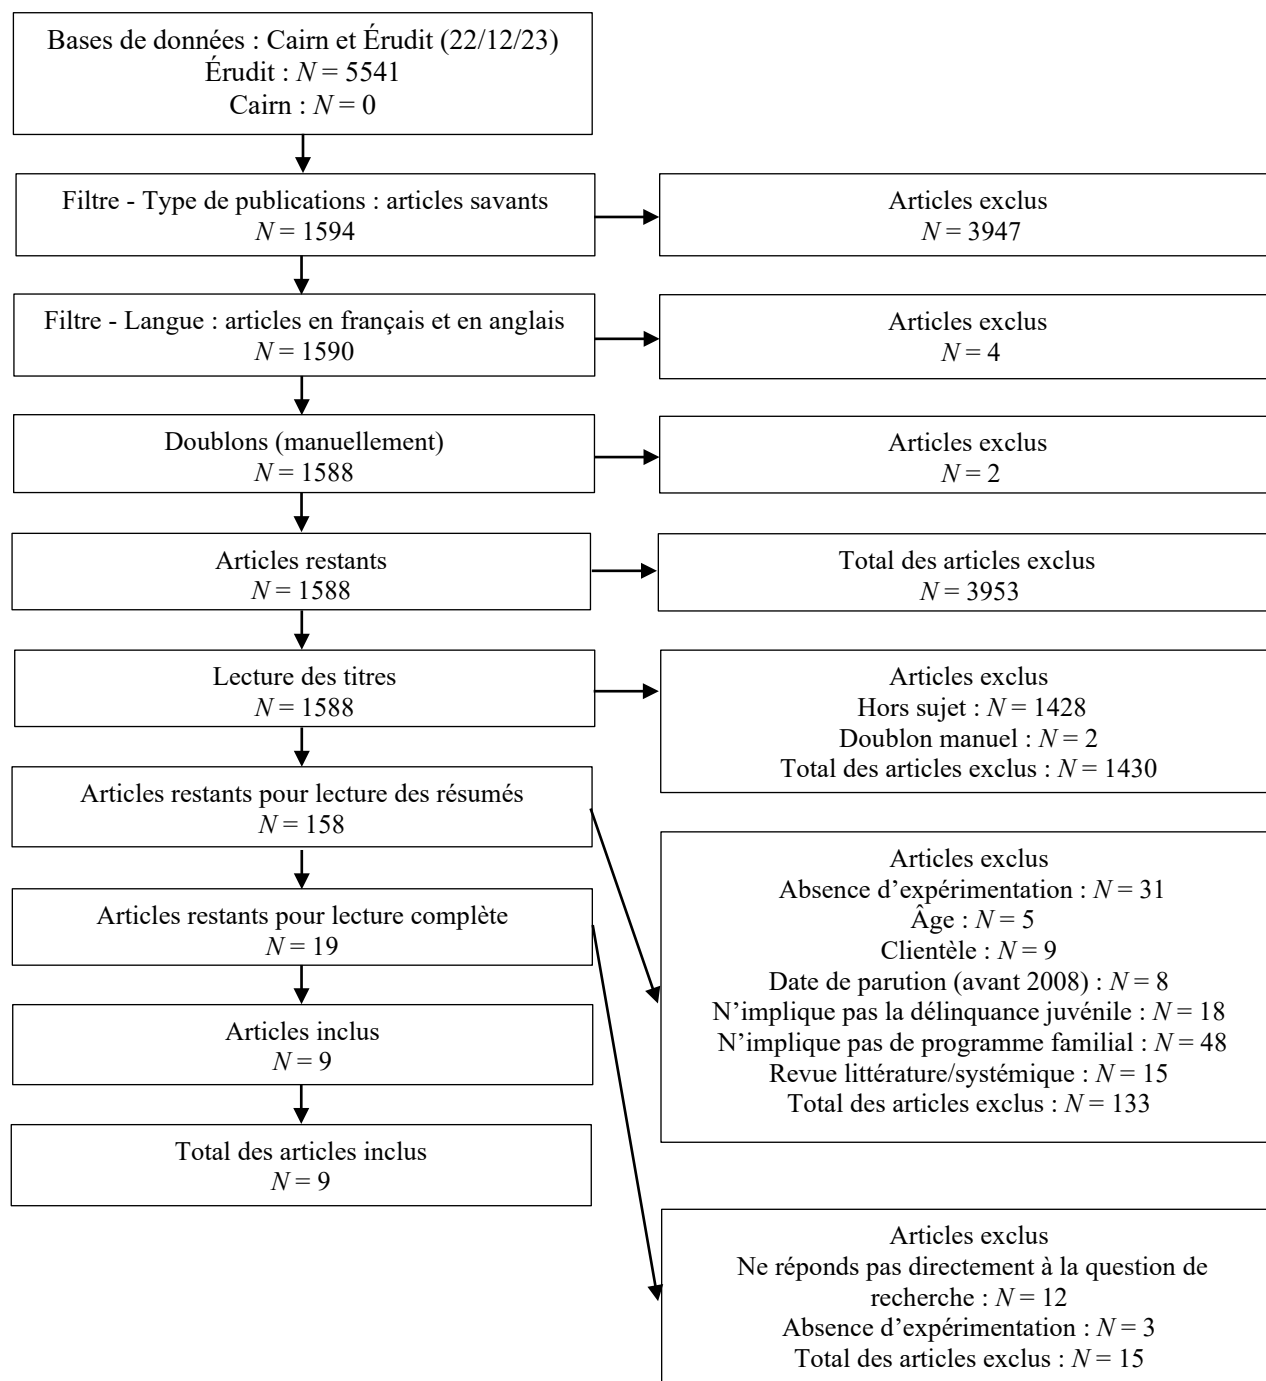 Bases de données : Cairn et Érudit (22/12/23)
Érudit : N = 5541
Cairn : N = 0
Filtre - Type de publications : articles savants
N = 1594
Articles exclus
N = 3947
Filtre - Langue : articles en français et en anglais
N = 1590
Articles exclus
N = 4
Doublons (manuellement)
N = 1588
Articles exclus
N = 2
Articles restants
N = 1588
Total des articles exclus
N = 3953
Lecture des titres
N = 1588
Articles exclus
Hors sujet : N = 1428
Doublon manuel : N = 2
Total des articles exclus : N = 1430
Articles restants pour lecture des résumés
N = 158
Articles exclus
Absence d’expérimentation : N = 31
Âge : N = 5
Clientèle : N = 9
Date de parution (avant 2008) : N = 8
N’implique pas la délinquance juvénile : N = 18
N’implique pas de programme familial : N = 48
Revue littérature/systémique : N = 15
Total des articles exclus : N = 133
Articles restants pour lecture complète
N = 19
Articles exclus
Ne réponds pas directement à la question de
recherche : N = 12
Absence d’expérimentation : N = 3
Total des articles exclus : N = 15
Articles inclus
N = 9
Total des articles inclus
N = 9